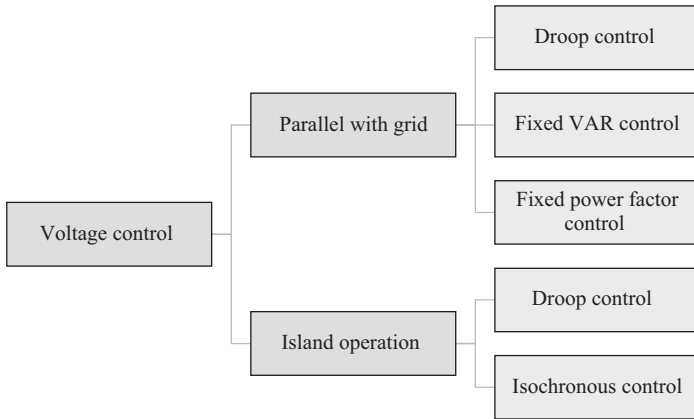 Voltage control
Parallel with grid
Droop control
Fixed VAR control
Fixed power factor
control
Island operation
Droop control
Isochronous control